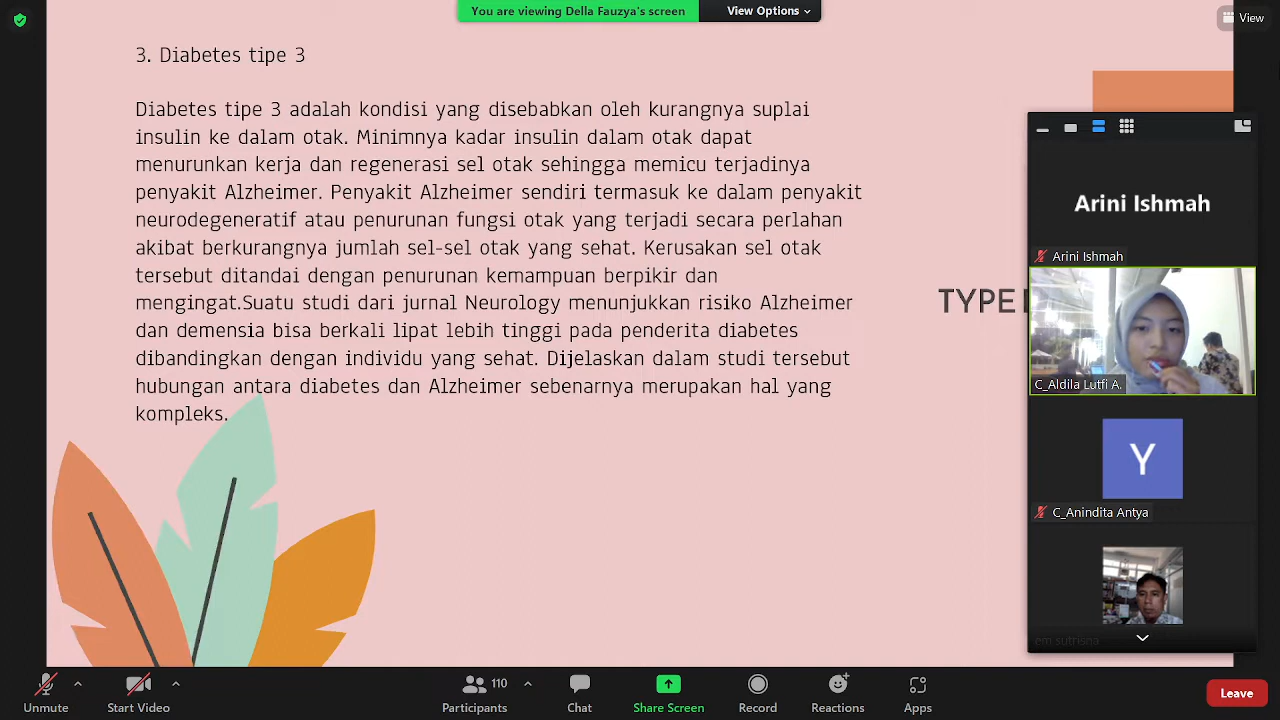 You are viewing Della Fauzya's screen
View Options
View
3. Diabetes tipe 3
Diabetes tipe 3 adalah kondisi yang disebabkan oleh kurangnya suplai
insulin ke dalam otak. Minimnya kadar insulin dalam otak dapat
menurunkan kerja dan regenerasi sel otak sehingga memicu terjadinya
penyakit Alzheimer. Penyakit Alzheimer sendiri termasuk ke dalam penyakit
neurodegeneratif atau penurunan fungsi otak yang terjadi secara perlahan
akibat berkurangnya jumlah sel-sel otak yang sehat. Kerusakan sel otak
tersebut ditandai dengan penurunan kemampuan berpikir dan
mengingat.Suatu studi dari jurnal Neurology menunjukkan risiko Alzheimer
dan demensia bisa berkali lipat lebih tinggi pada penderita diabetes
dibandingkan dengan individu yang sehat. Dijelaskan dalam studi tersebut
hubungan antara diabetes dan Alzheimer sebenarnya merupakan hal yang
kompleks.
TYPE
Arini Ishmah
Arini Ishmah
C_Aldila Lutfi A.
Y
C_Anindita Antya
em sutrisna
Unmute
Start Video
110
Participants
Chat
Share Screen
Record
Reactions
Apps
Leave